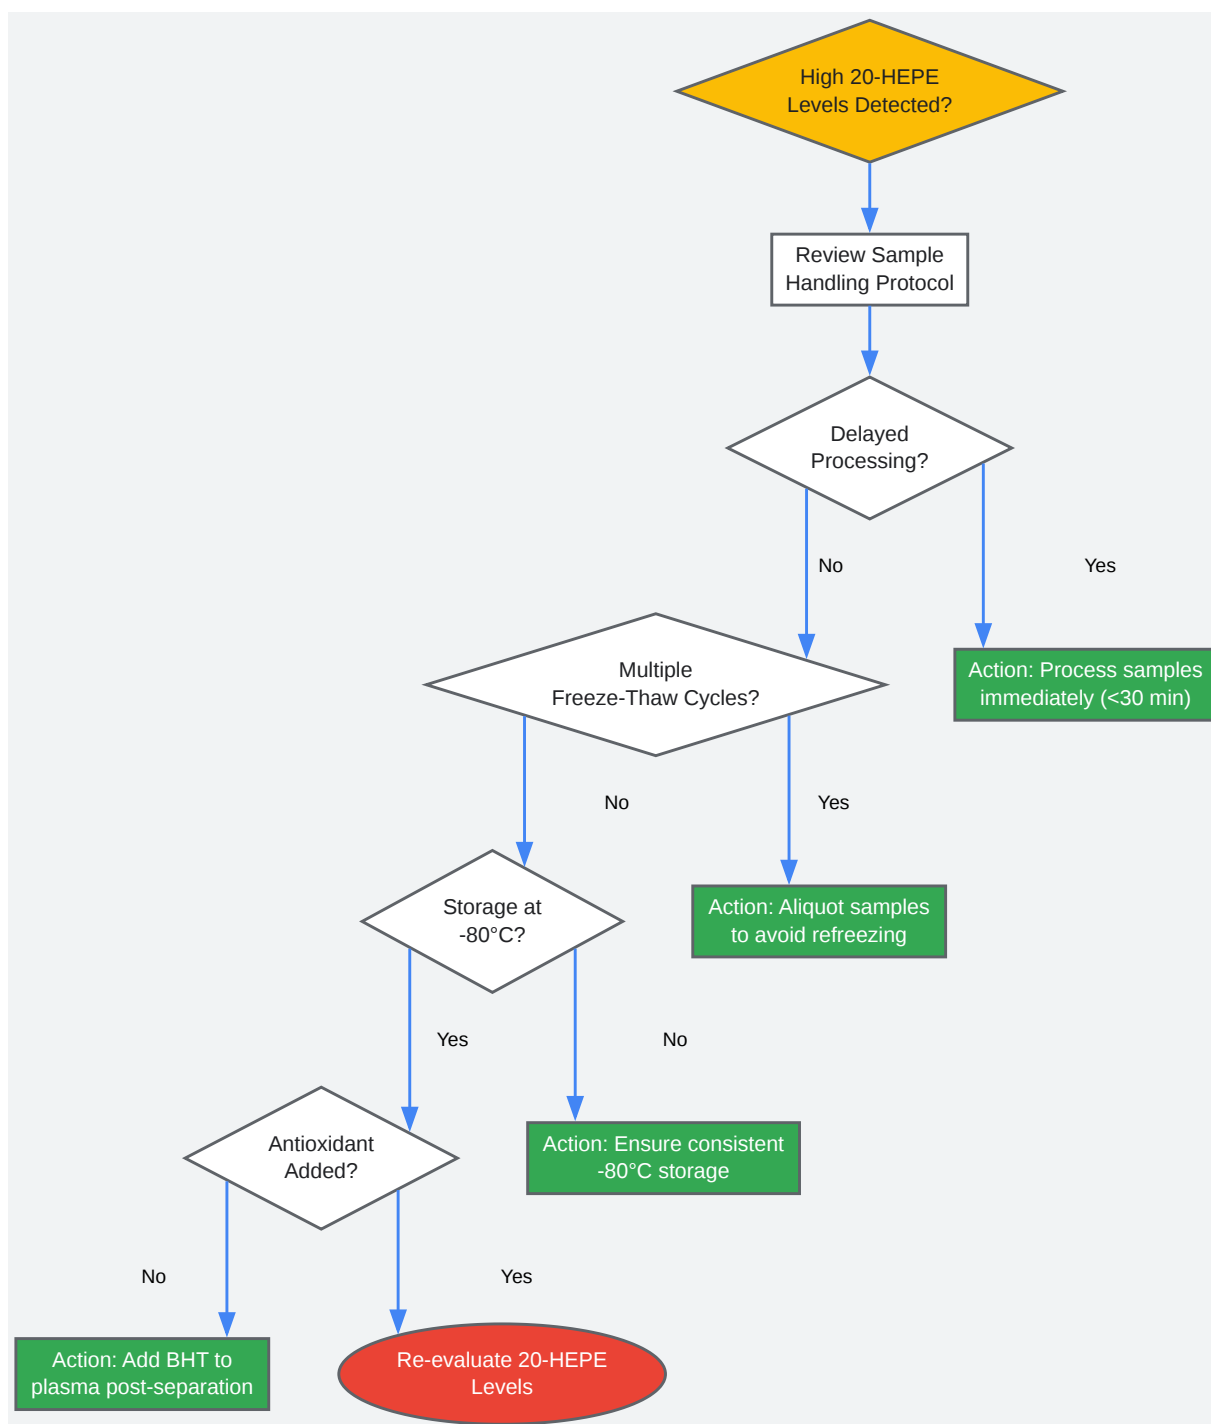 High 20-HEPE
Levels Detected?
Review Sample
Handling Protocol
Delayed
Processing?
No
Yes
Multiple
Freeze-Thaw Cycles?
Action: Process samples
immediately (<30 min)
No
Yes
Storage at
-80°C?
Action: Aliquot samples
to avoid refreezing
Yes
No
Antioxidant
Added?
Action: Ensure consistent
-80°C storage
No
Yes
Action: Add BHT to
plasma post-separation
Re-evaluate 20-HEPE
Levels